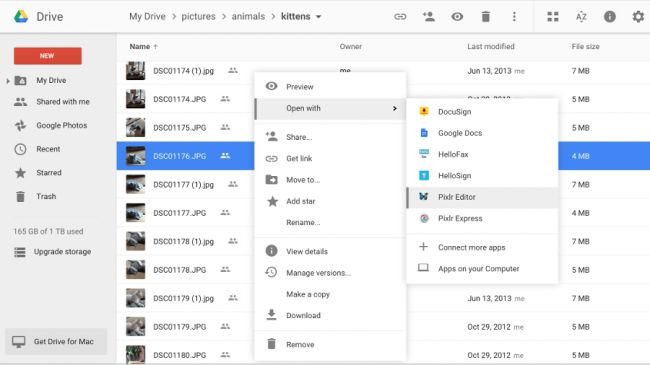 Drive
My Drive > pictures > animals > kittens
NEW
My Drive
Shared with me
Google Photos
Recent
Starred
Trash
165 GB of 1 TB used
Upgrade storage
Get Drive for Mac
Name ↑ Owner Last modified File size
DSC01174 (1).jpg me Jun 13, 2013 me 7 MB
DSC01174.JPG Oct 29, 2012 me 5 MB
DSC01175.JPG 5 MB
DSC01176.JPG 4 MB
DSC01177 (1).jpg 7 MB
DSC01177.JPG 5 MB
DSC01178 (1).jpg 7 MB
DSC01178.JPG 5 MB
DSC01179 (1).jpg Jun 13, 2013 me 7 MB
DSC01179.JPG Oct 29, 2012 me 5 MB
DSC01180.JPG Oct 29, 2012 me 5 MB
Preview
Open with
Share...
Get link
Move to...
Add star
Rename...
View details
Manage versions...
Make a copy
Download
Remove
DocuSign
Google Docs
HelloFax
HelloSign
Pixlr Editor
Pixlr Express
Connect more apps
Apps on your Computer